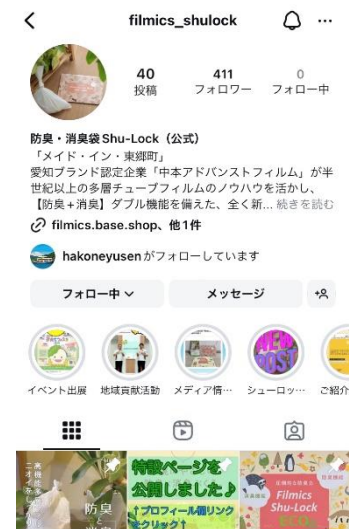 filmics_shulock
40
411
0
投稿
フォロワー
フォロー中
防臭・消臭袋Shu-Lock（公式）
「メイド・イン・東郷町」
愛知ブランド認定企業「中本アドバンストフィルム」が半
世紀以上の多層チューブフィルムのノウハウを活かし、
【防臭＋消臭】ダブル機能を備えた、全く新... 続きを読む
filmics.base.shop、他1件
hakoneyusenがフォローしています
フォロー中
メッセージ
NEW
POST
イベント出展
地域貢献活動
メディア情…
シューロッ…
ご紹介
高機能
ニオイを
防臭
特設ページを
公開しました♪
↑プロフィール欄リンク
をクリック↑
Filmics
Shu-Lock